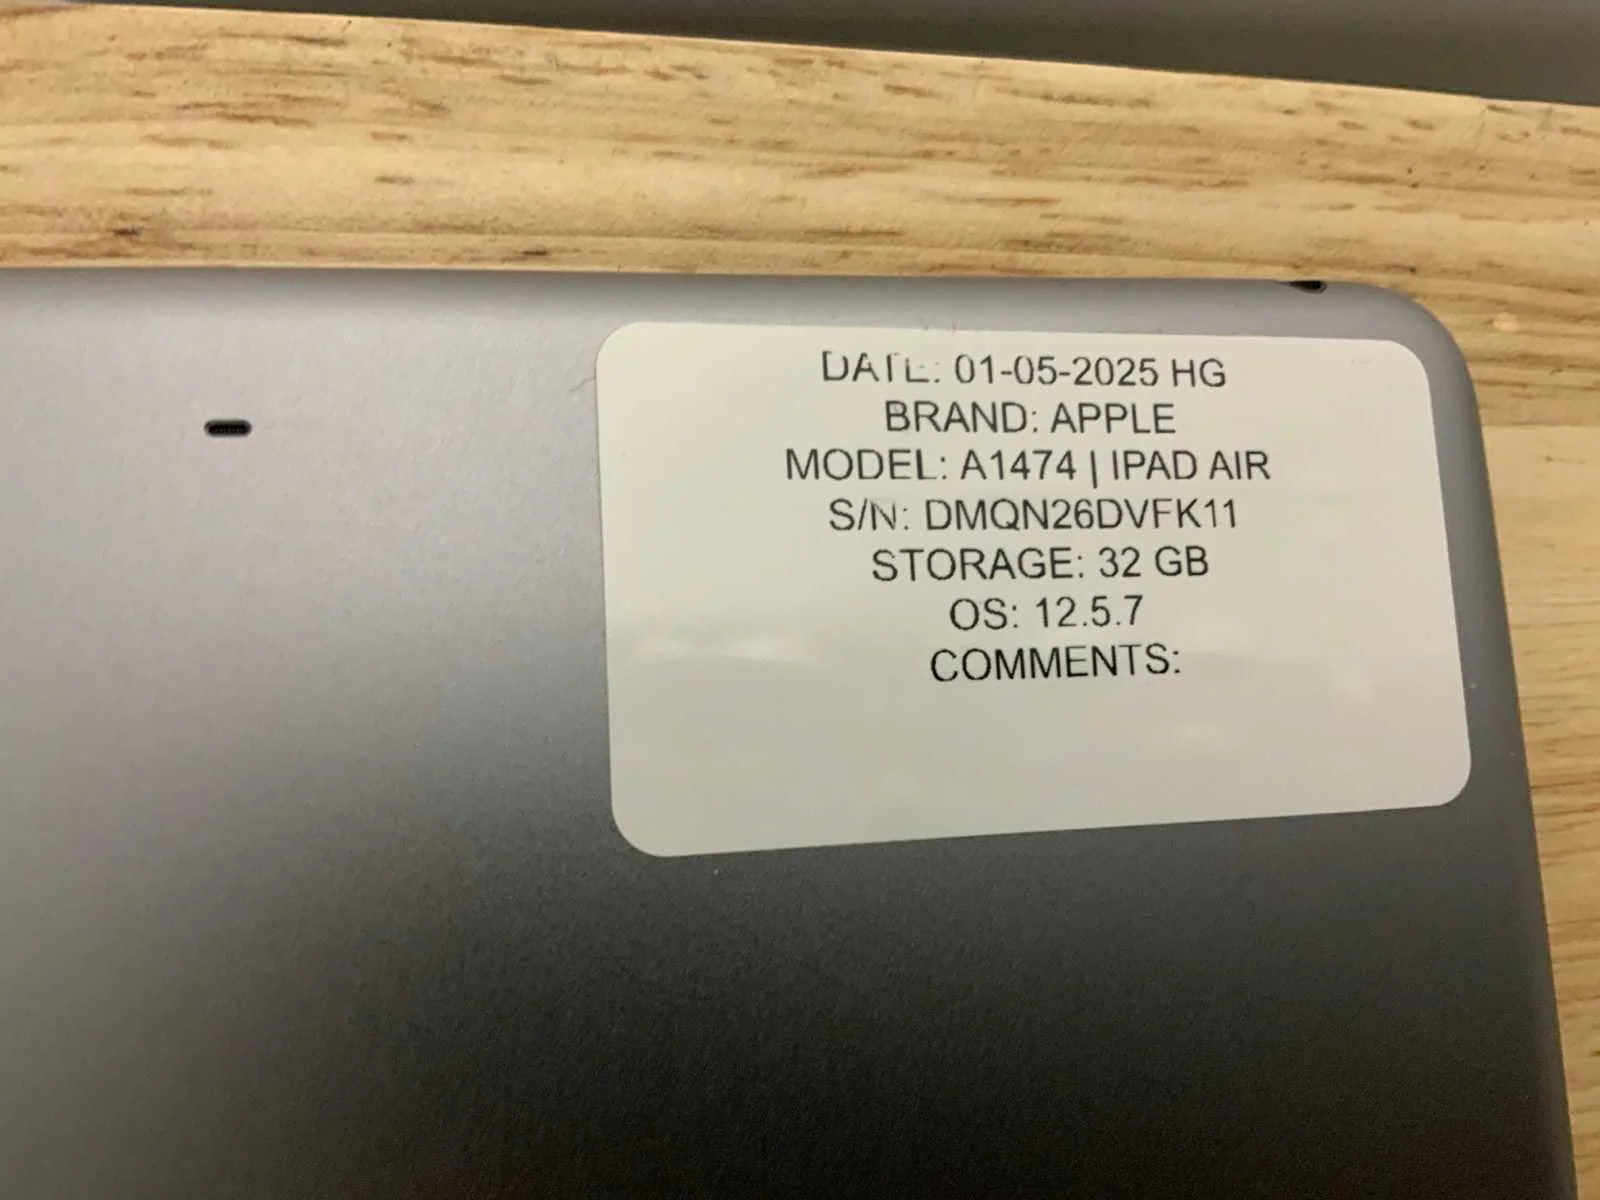 DATE: 01-05-2025 HG
BRAND: APPLE
MODEL: A1474 | IPAD AIR
S/N: DMQN26DVFK11
STORAGE: 32 GB
OS: 12.5.7
COMMENTS: